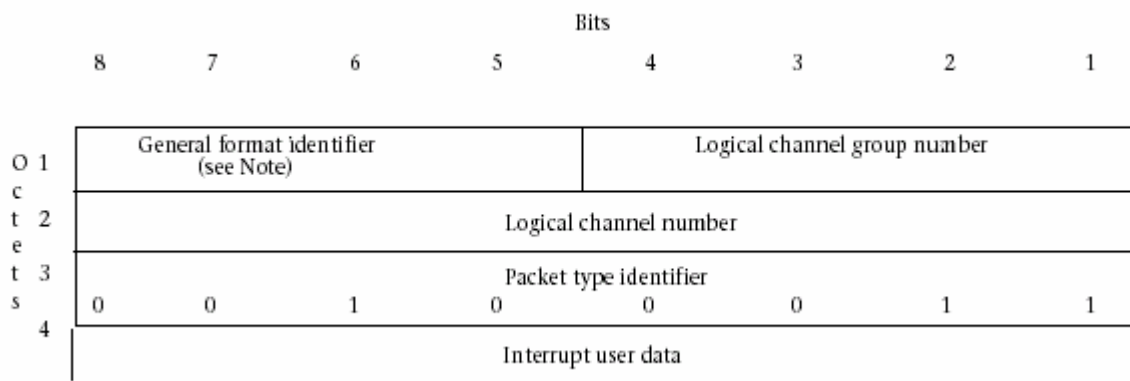 Bits
8 7 6 5 4 3 2 1
General format identifier Logical channel group number
(see Note)
Octets
1
2
Logical channel number
3
Packet type identifier
0 0 1 0 0 0 1 1
4
Interrupt user data